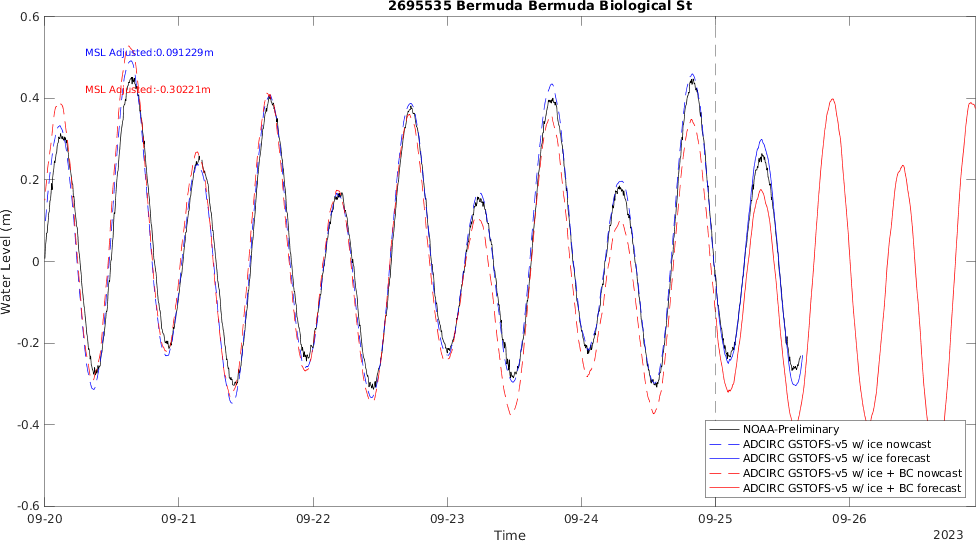 2695535 Bermuda Bermuda Biological St
0.6
MSL Adjusted:0.091229m
MSL Adjusted:-0.30221m
0.4
0.2
0
-0.2
-0.4
-0.6
Water Level (m)
NOAA-Preliminary
ADCIRC GSTOFS-v5 w/ ice nowcast
ADCIRC GSTOFS-v5 w/ ice forecast
ADCIRC GSTOFS-v5 w/ ice + BC nowcast
ADCIRC GSTOFS-v5 w/ ice + BC forecast
09-20 09-21 09-22 09-23 09-24 09-25 09-26
Time
2023